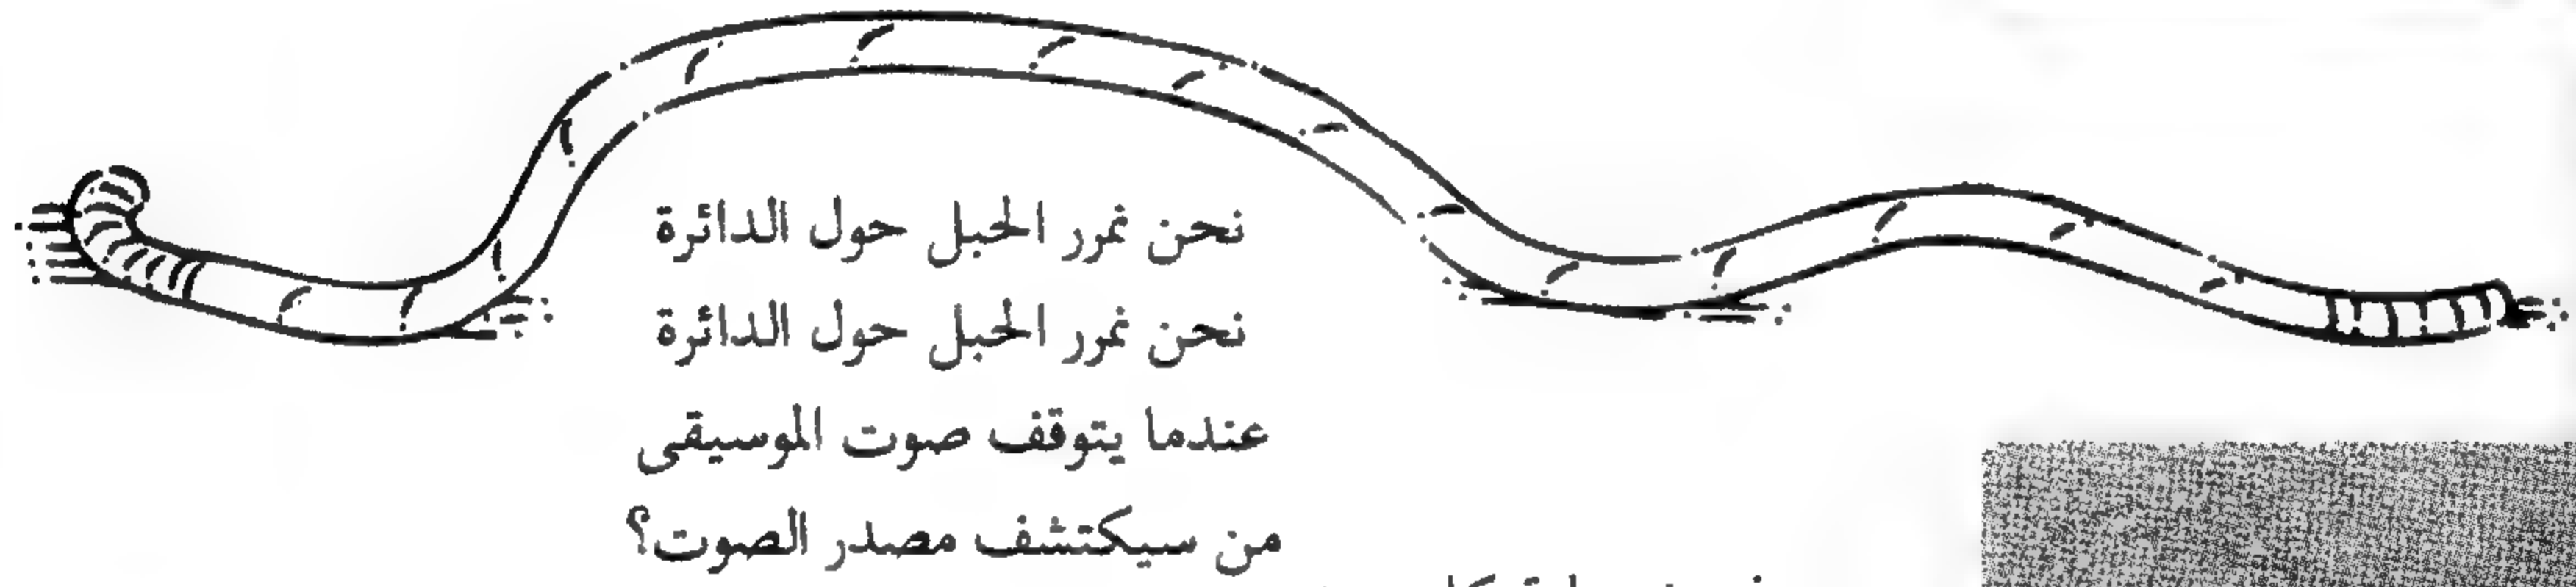 نحن نمرر الحبل حول الدائرة
نحن نمرر الحبل حول الدائرة
عندما يتوقف صوت الموسيقى
من سيكتشف مصدر الصوت؟